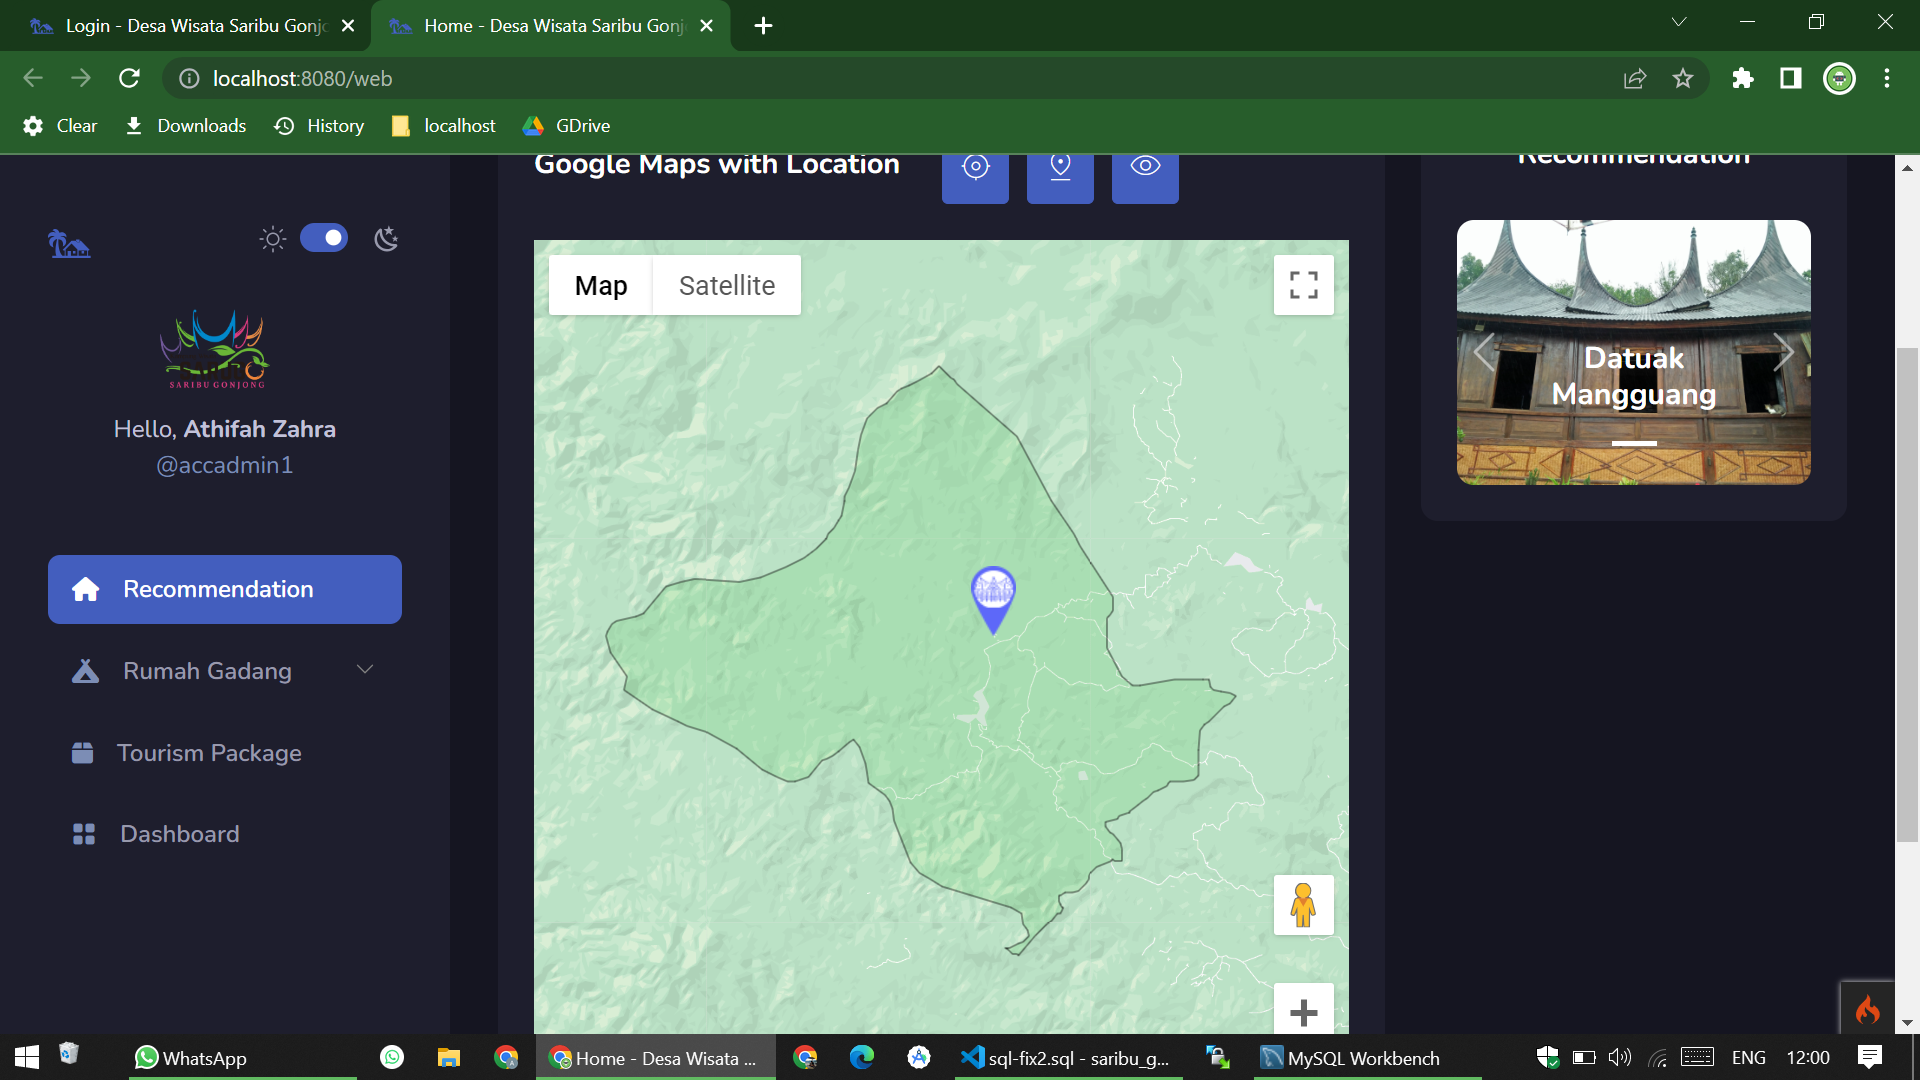 Login - Desa Wisata Saribu Gonjo
Home - Desa Wisata Saribu Gonj
localhost:8080/web
Clear
Downloads
History
localhost
GDrive
Google Maps with Location
Recommendation
SARIBU GONJONG
Hello, Athifah Zahra
@accadmin1
Recommendation
Rumah Gadang
Tourism Package
Dashboard
Map
Satellite
Datuak
Mangguang
WhatsApp
Home - Desa Wisata ...
sql-fix2.sql - saribu_g...
MySQL Workbench
ENG
12:00